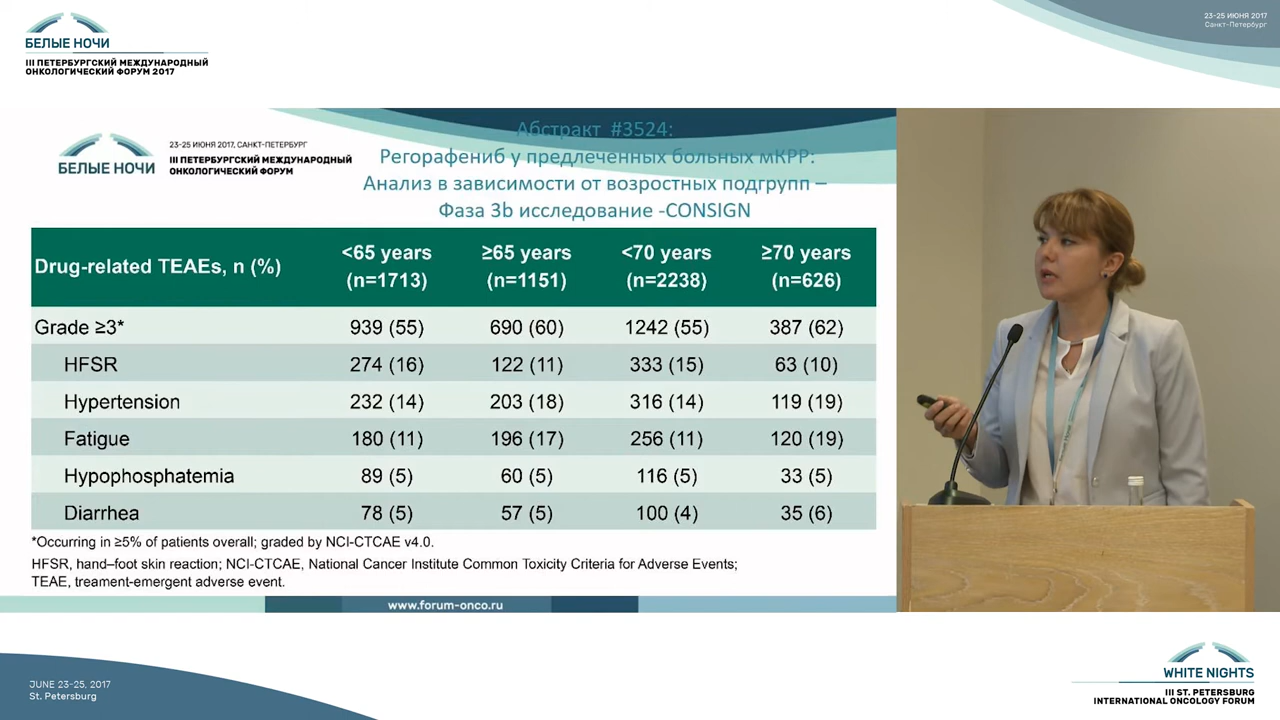 БЕЛЫЕ НОЧИ
III ПЕТЕРБУРГСКИЙ МЕЖДУНАРОДНЫЙ
ОНКОЛОГИЧЕСКИЙ ФОРУМ 2017
23-25 ИЮНЯ 2017
Санкт-Петербург
БЕЛЫЕ НОЧИ
23-25 ИЮНЯ 2017, САНКТ-ПЕТЕРБУРГ
III ПЕТЕРБУРГСКИЙ МЕЖДУНАРОДНЫЙ
ОНКОЛОГИЧЕСКИЙ ФОРУМ
Абстракт #3524:
Регорафениб у предлеченных больных мКРР:
Анализ в зависимости от возростных подгрупп –
Фаза 3b исследование -CONSIGN
Drug-related TEAEs, n (%) <65 years (n=1713) ≥65 years (n=1151) <70 years (n=2238) ≥70 years (n=626)
Grade ≥3* 939 (55) 690 (60) 1242 (55) 387 (62)
HFSR 274 (16) 122 (11) 333 (15) 63 (10)
Hypertension 232 (14) 203 (18) 316 (14) 119 (19)
Fatigue 180 (11) 196 (17) 256 (11) 120 (19)
Hypophosphatemia 89 (5) 60 (5) 116 (5) 33 (5)
Diarrhea 78 (5) 57 (5) 100 (4) 35 (6)
*Occurring in ≥5% of patients overall; graded by NCI-CTCAE v4.0.
HFSR, hand–foot skin reaction; NCI-CTCAE, National Cancer Institute Common Toxicity Criteria for Adverse Events;
TEAE, treament-emergent adverse event.
www.forum-onco.ru
JUNE 23-25, 2017
St. Petersburg
WHITE NIGHTS
III ST. PETERSBURG
INTERNATIONAL ONCOLOGY FORUM